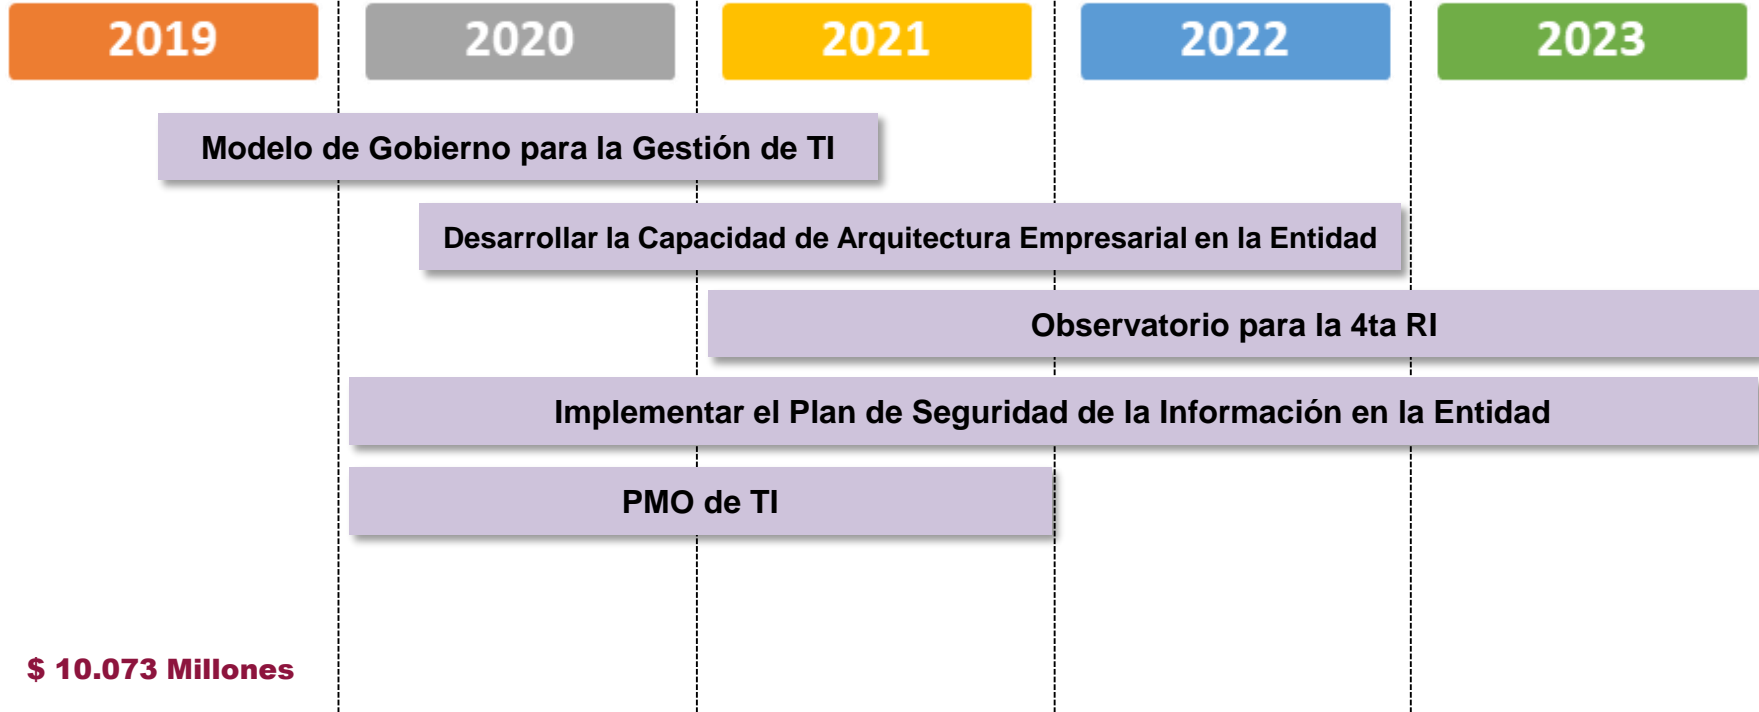 2019 2020 2021 2022 2023
Modelo de Gobierno para la Gestión de TI
Desarrollar la Capacidad de Arquitectura Empresarial en la Entidad
Observatorio para la 4ta RI
Implementar el Plan de Seguridad de la Información en la Entidad
PMO de TI
$ 10.073 Millones